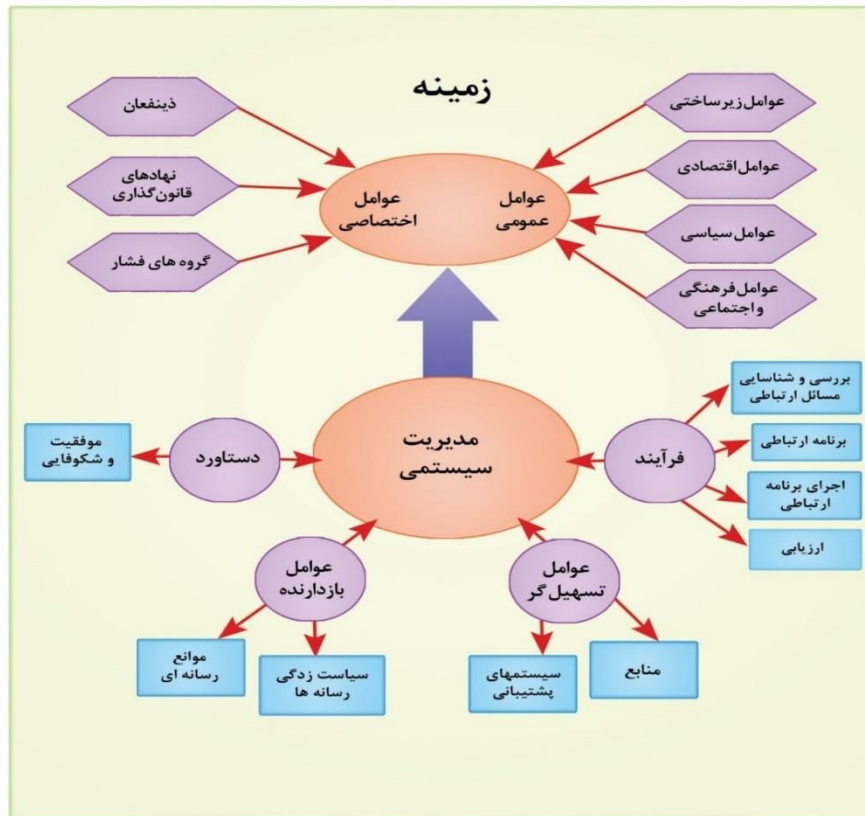 زمینه
عوامل زیرساختی
عوامل اقتصادی
عوامل سیاسی
عوامل فرهنگی
و اجتماعی
عوامل
عمومی
عوامل
اختصاصی
ذینفعان
نهادهای
قانون‌گذاری
گروه های فشار
مدیریت
سیستمی
فرآیند
بررسی و شناسایی
مسائل ارتباطی
برنامه ارتباطی
اجرای برنامه
ارتباطی
ارزیابی
دستاورد
موفقیت
و شکوفایی
عوامل
تسهیل‌گر
منابع
سیستمهای
پشتیبانی
عوامل
بازدارنده
سیاست زدگی
رسانه ها
موانع
رسانه ای